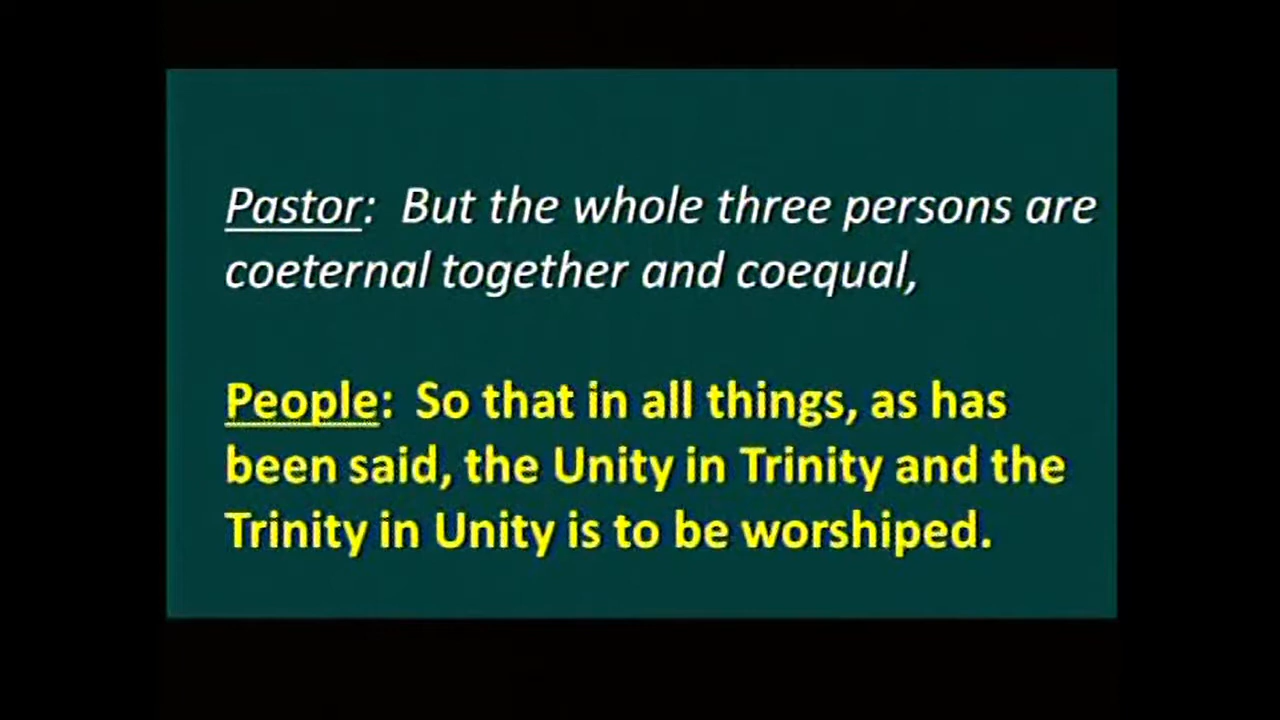 Pastor:  But the whole three persons are
coeternal together and coequal,
People:  So that in all things, as has
been said, the Unity in Trinity and the
Trinity in Unity is to be worshiped.